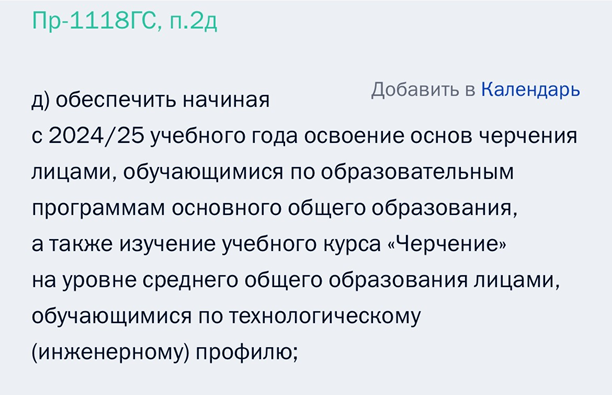 Пр-1118ГС, п.2д
Добавить в Календарь
д) обеспечить начиная
с 2024/25 учебного года освоение основ черчения
лицами, обучающимися по образовательным
программам основного общего образования,
а также изучение учебного курса «Черчение»
на уровне среднего общего образования лицами,
обучающимися по технологическому
(инженерному) профилю;